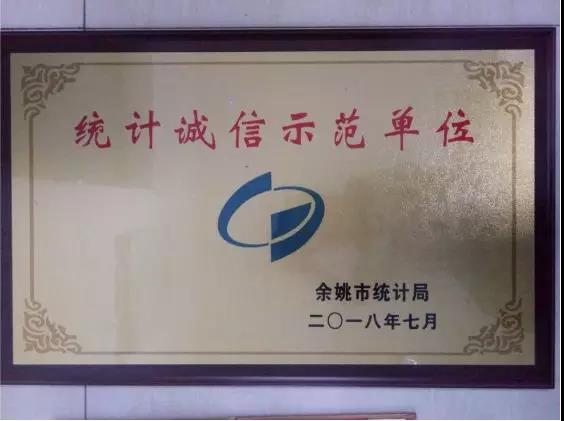 统计诚信示范单位
余姚市统计局
二〇一八年七月